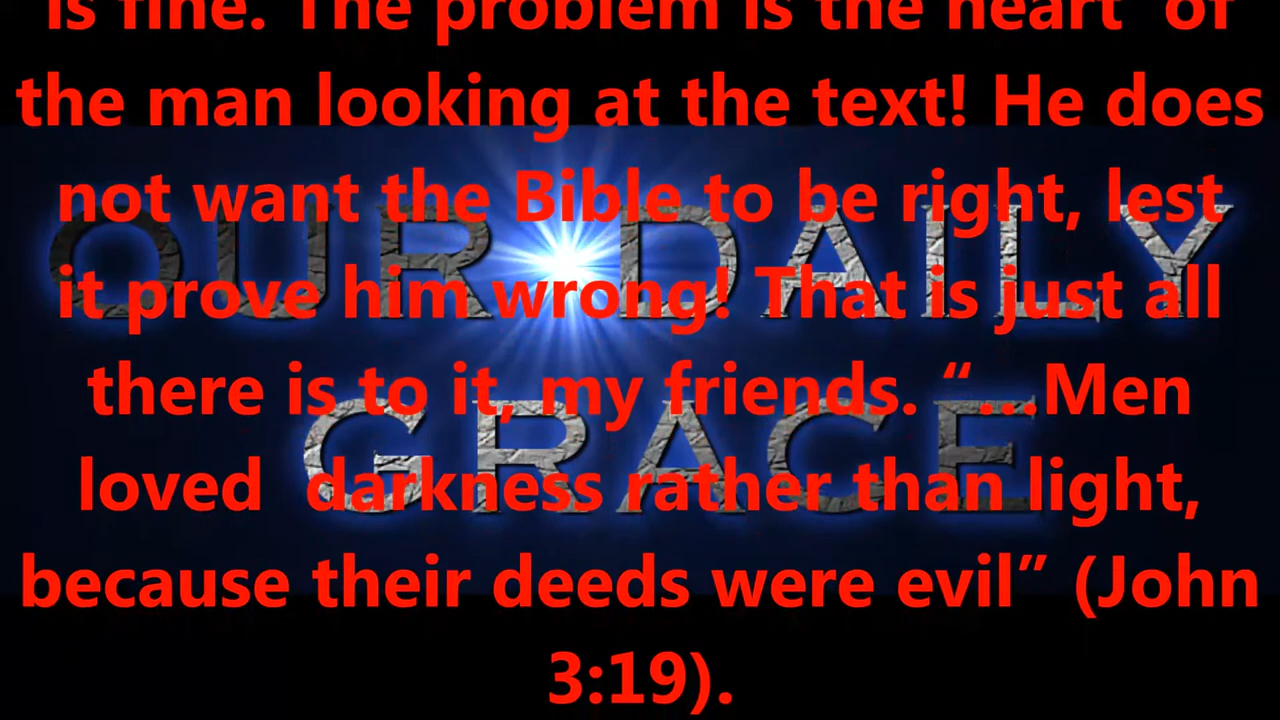 is fine. The problem is the heart of
the man looking at the text! He does
not want the Bible to be right, lest
it prove him wrong! That is just all
there is to it, my friends. “ ...Men
loved darkness rather than light,
because their deeds were evil” (John
3:19).
OUR DAILY
GRACE